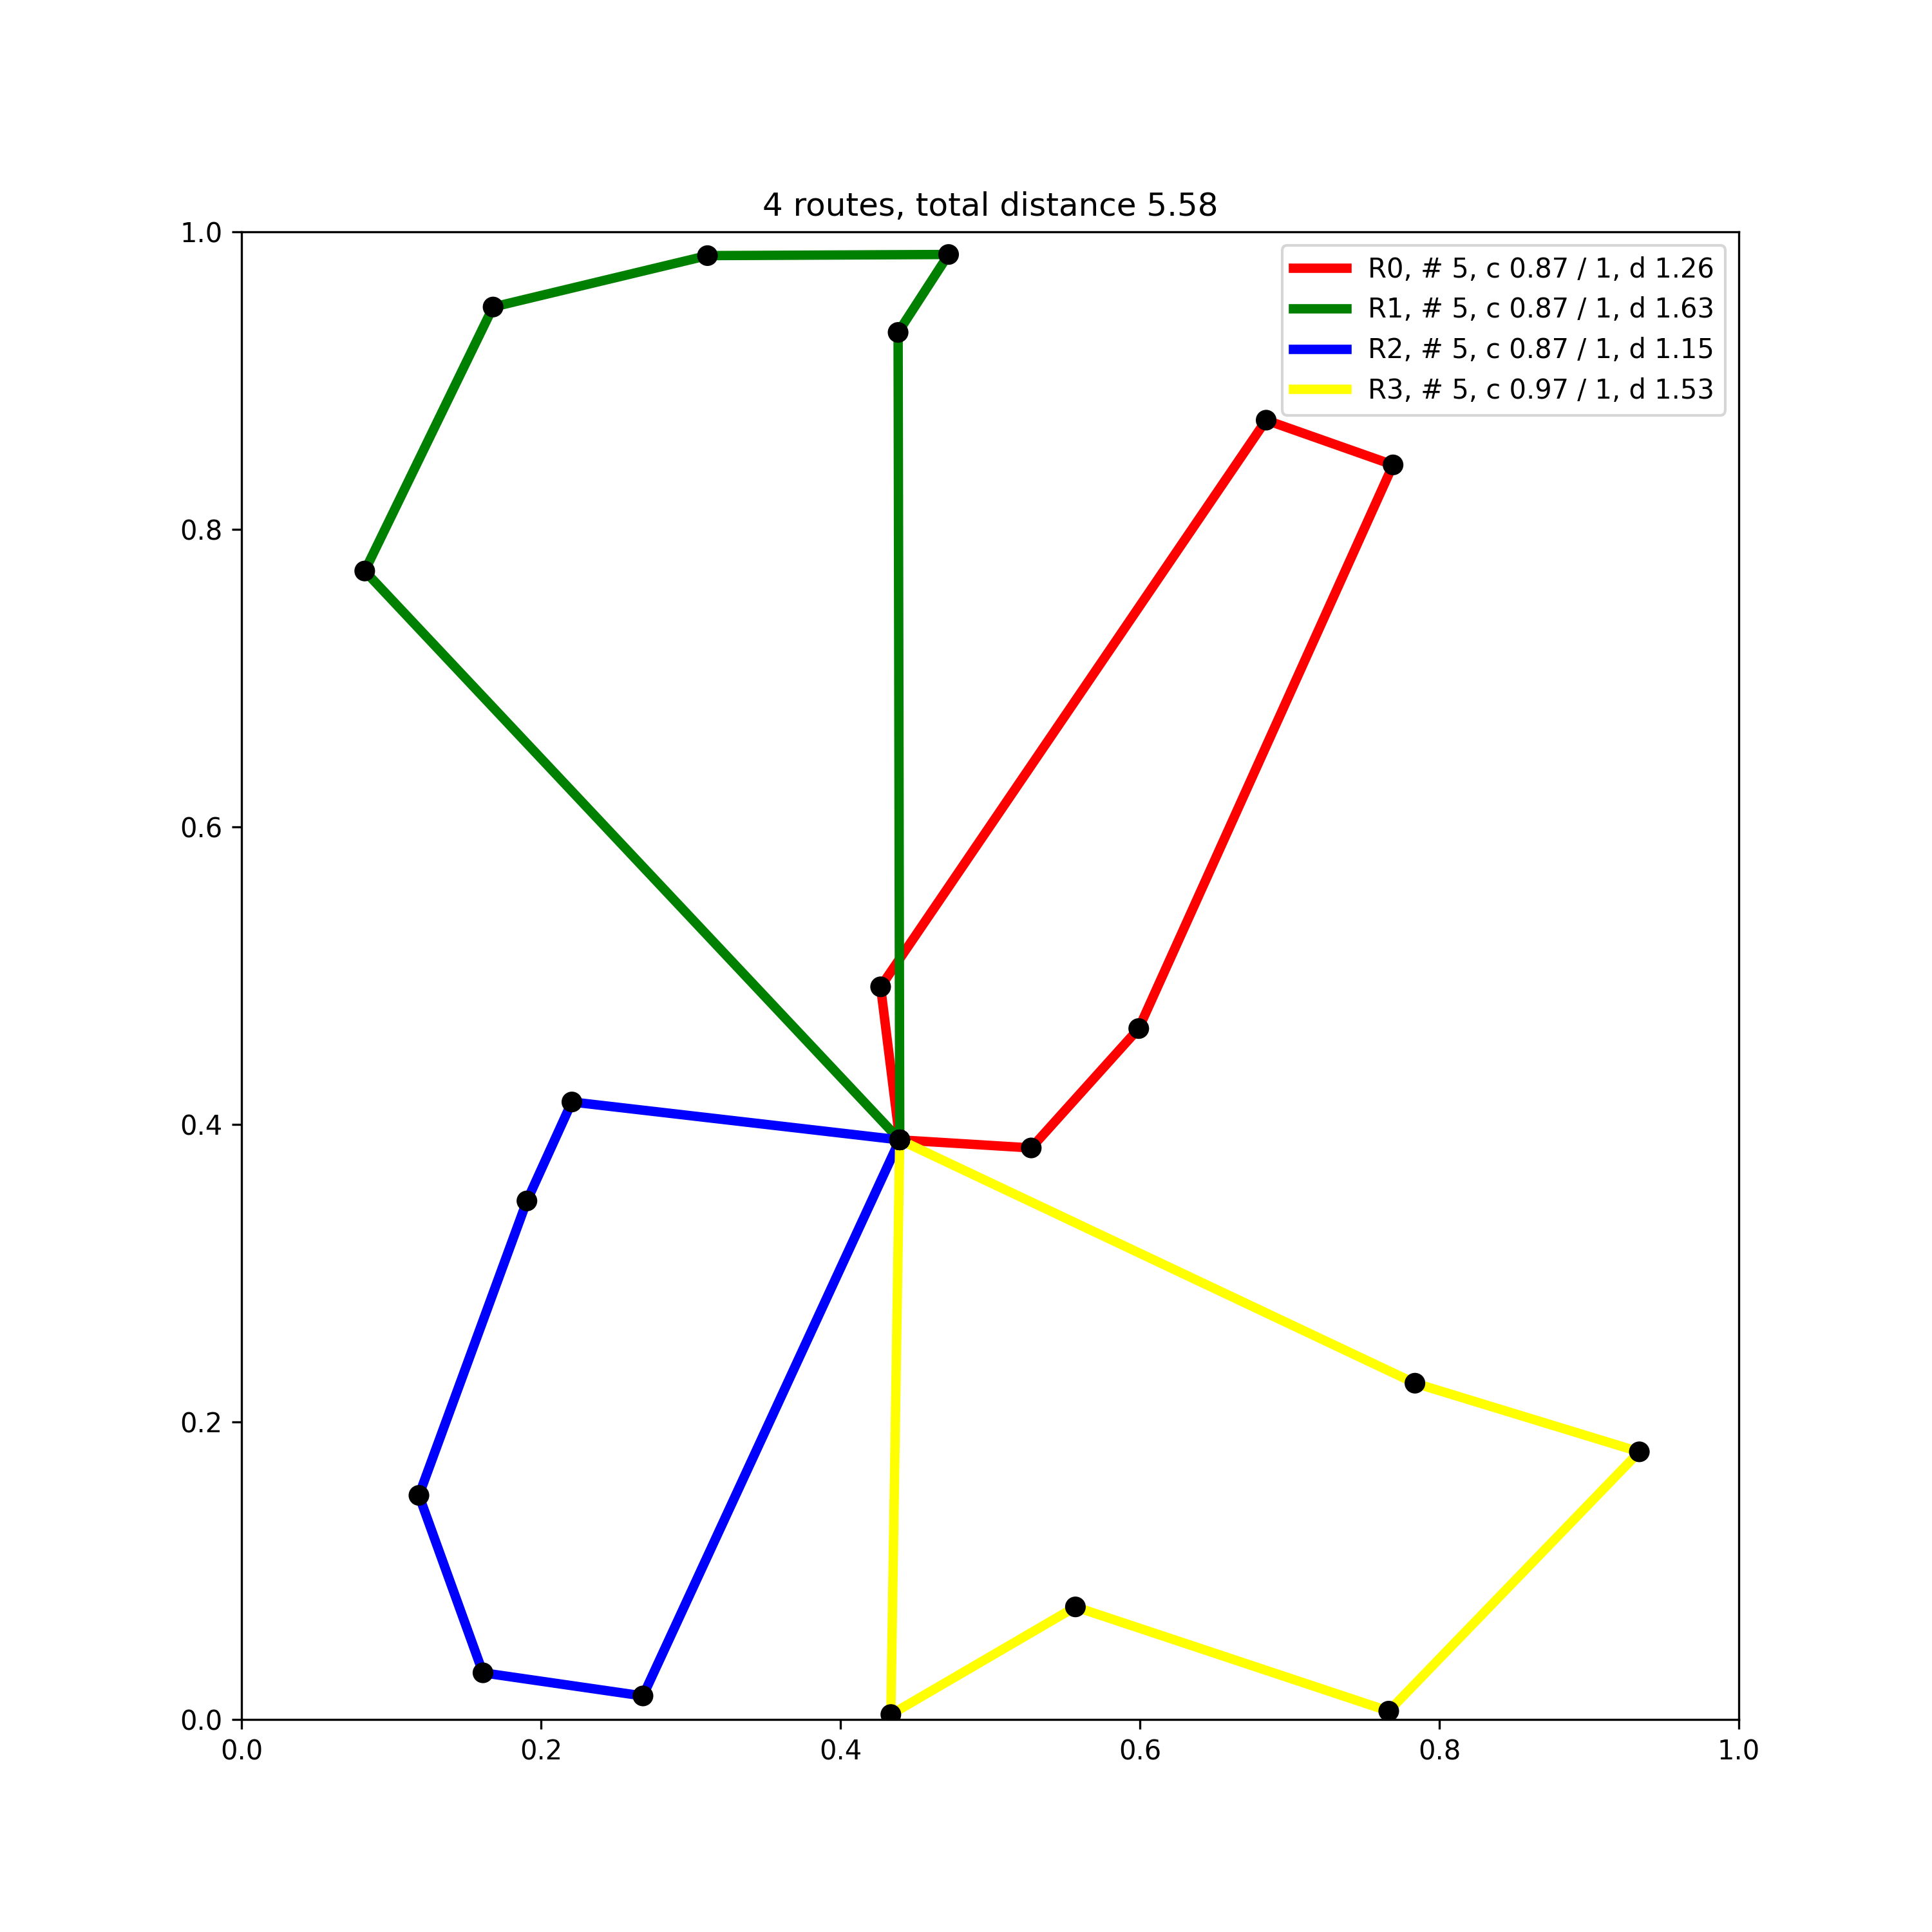 4 routes, total distance 5.58
R0, # 5, c 0.87 / 1, d 1.26
R1, # 5, c 0.87 / 1, d 1.63
R2, # 5, c 0.87 / 1, d 1.15
R3, # 5, c 0.97 / 1, d 1.53
1.0
0.8
0.6
0.4
0.2
0.0
0.0 0.2 0.4 0.6 0.8 1.0